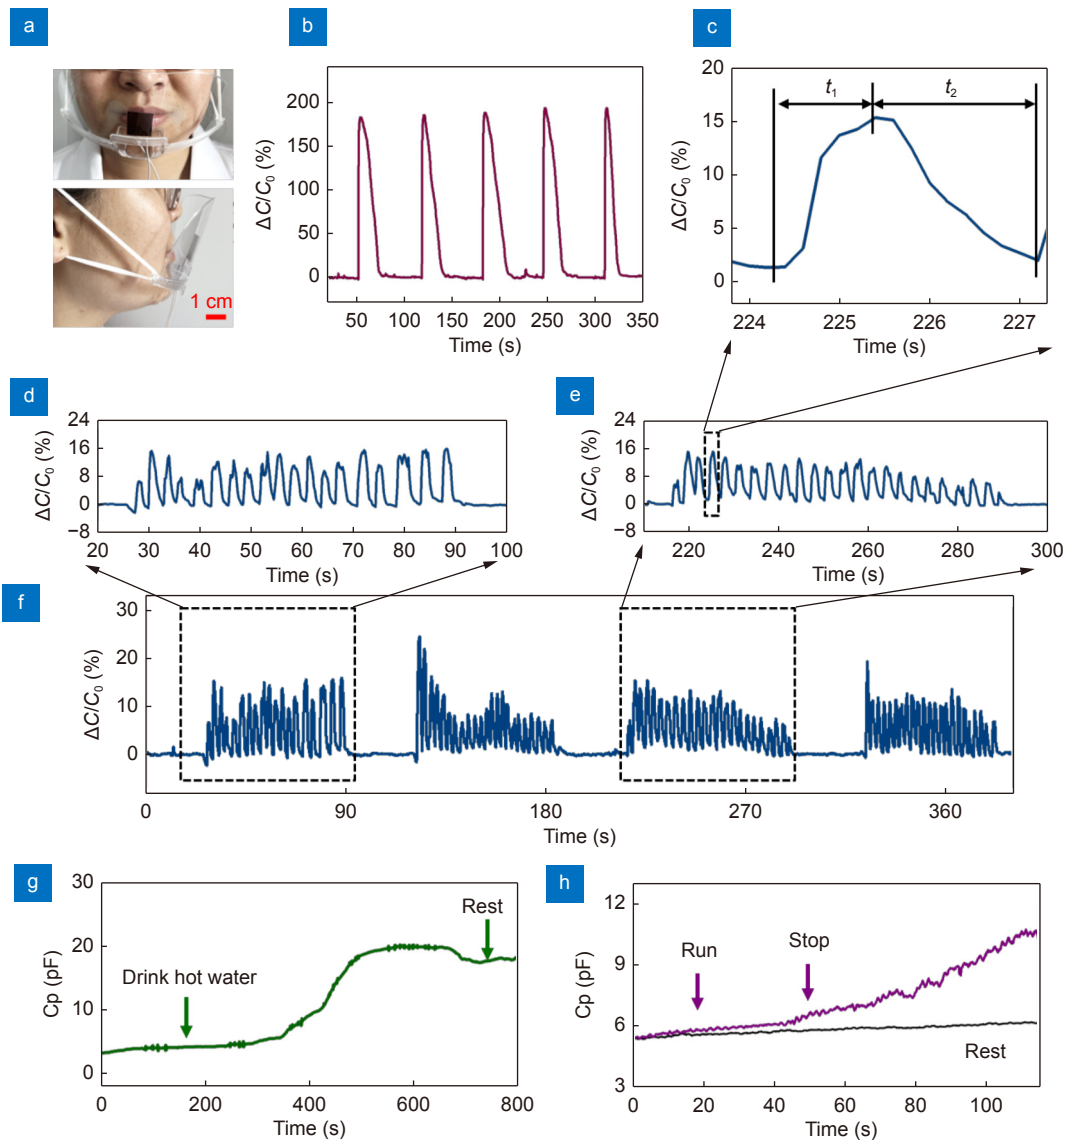 a
1 cm
b
ΔC/C0 (%)
200
150
100
50
0
50 100 150 200 250 300 350
Time (s)
c
ΔC/C0 (%)
20
15
10
5
0
t1
t2
224 225 226 227
Time (s)
d
ΔC/C0 (%)
24
16
8
0
−8
20 30 40 50 60 70 80 90 100
Time (s)
e
ΔC/C0 (%)
24
16
8
0
−8
220 240 260 280 300
Time (s)
f
ΔC/C0 (%)
30
20
10
0
0 90 180 270 360
Time (s)
g
Cp (pF)
30
20
10
0
Drink hot water
Rest
0 200 400 600 800
Time (s)
h
Cp (pF)
12
9
6
3
Run
Stop
Rest
0 20 40 60 80 100
Time (s)